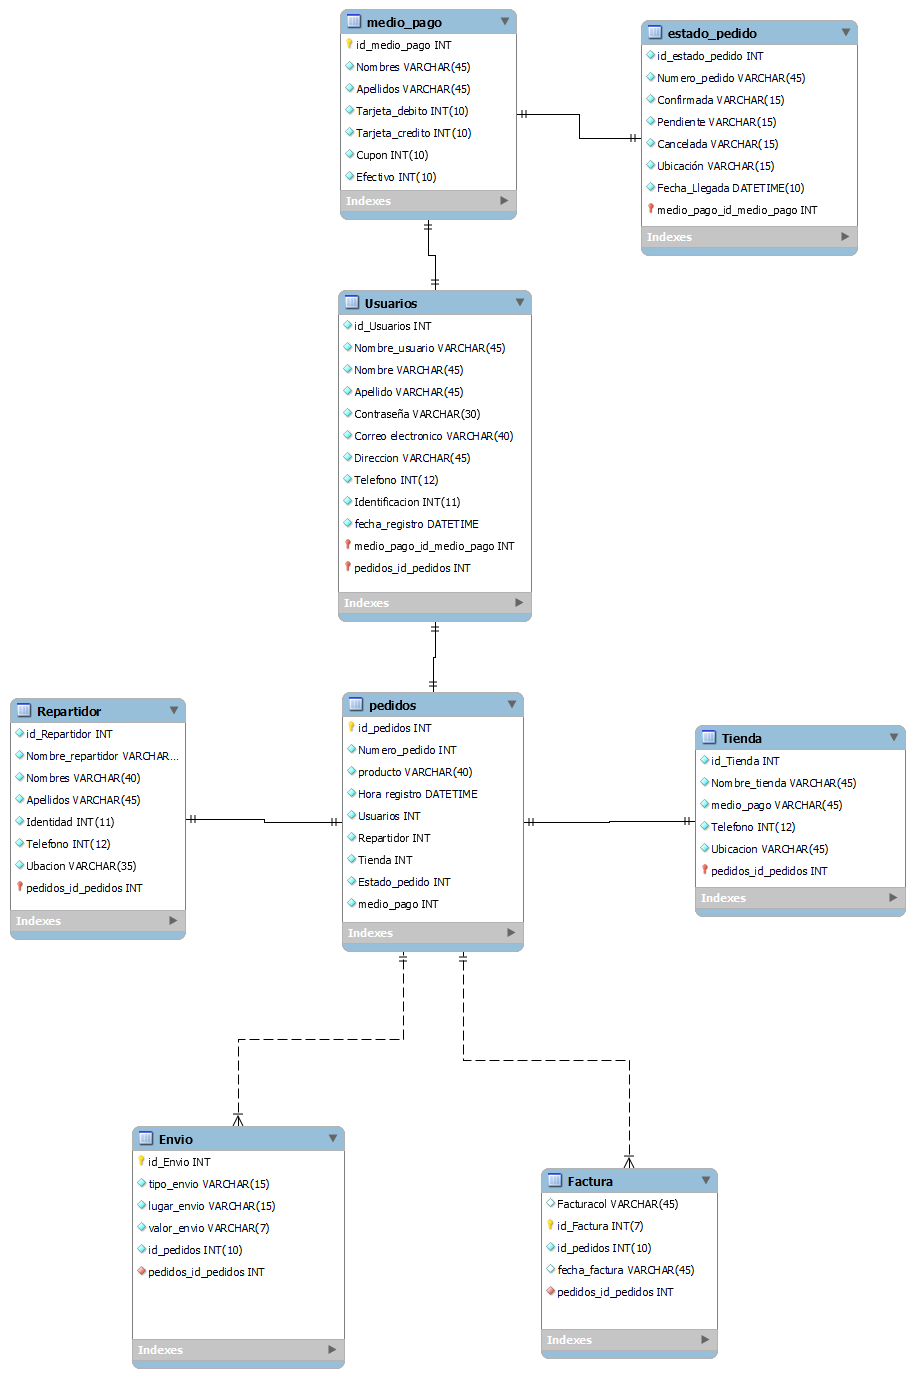 medio_pago
id_medio_pago INT
Nombres VARCHAR(45)
Apellidos VARCHAR(45)
Tarjeta_debito INT(10)
Tarjeta_credito INT(10)
Cupon INT(10)
Efectivo INT(10)
Indexes
estado_pedido
id_estado_pedido INT
Numero_pedido VARCHAR(45)
Confirmada VARCHAR(15)
Pendiente VARCHAR(15)
Cancelada VARCHAR(15)
Ubicación VARCHAR(15)
Fecha_Llegada DATETIME(10)
medio_pago_id_medio_pago INT
Indexes
Usuarios
id_Usuarios INT
Nombre_usuario VARCHAR(45)
Nombre VARCHAR(45)
Apellido VARCHAR(45)
Contraseña VARCHAR(30)
Correo electronico VARCHAR(40)
Direccion VARCHAR(45)
Telefono INT(12)
Identificacion INT(11)
fecha_registro DATETIME
medio_pago_id_medio_pago INT
pedidos_id_pedidos INT
Indexes
Repartidor
id_Repartidor INT
Nombre_repartidor VARCHAR...
Nombres VARCHAR(40)
Apellidos VARCHAR(45)
Identidad INT(11)
Telefono INT(12)
Ubacion VARCHAR(35)
pedidos_id_pedidos INT
Indexes
pedidos
id_pedidos INT
Numero_pedido INT
producto VARCHAR(40)
Hora registro DATETIME
Usuarios INT
Repartidor INT
Tienda INT
Estado_pedido INT
medio_pago INT
Indexes
Tienda
id_Tienda INT
Nombre_tienda VARCHAR(45)
medio_pago VARCHAR(45)
Telefono INT(12)
Ubicacion VARCHAR(45)
pedidos_id_pedidos INT
Indexes
Envio
id_Envio INT
tipo_envio VARCHAR(15)
lugar_envio VARCHAR(15)
valor_envio VARCHAR(7)
id_pedidos INT(10)
pedidos_id_pedidos INT
Indexes
Factura
Facturacol VARCHAR(45)
id_Factura INT(7)
id_pedidos INT(10)
fecha_factura VARCHAR(45)
pedidos_id_pedidos INT
Indexes